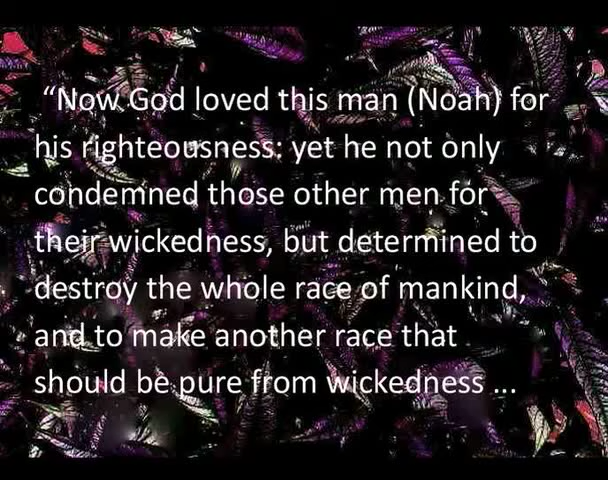 “Now God loved this man (Noah) for
his righteousness: yet he not only
condemned those other men for
their wickedness, but determined to
destroy the whole race of mankind,
and to make another race that
should be pure from wickedness ...